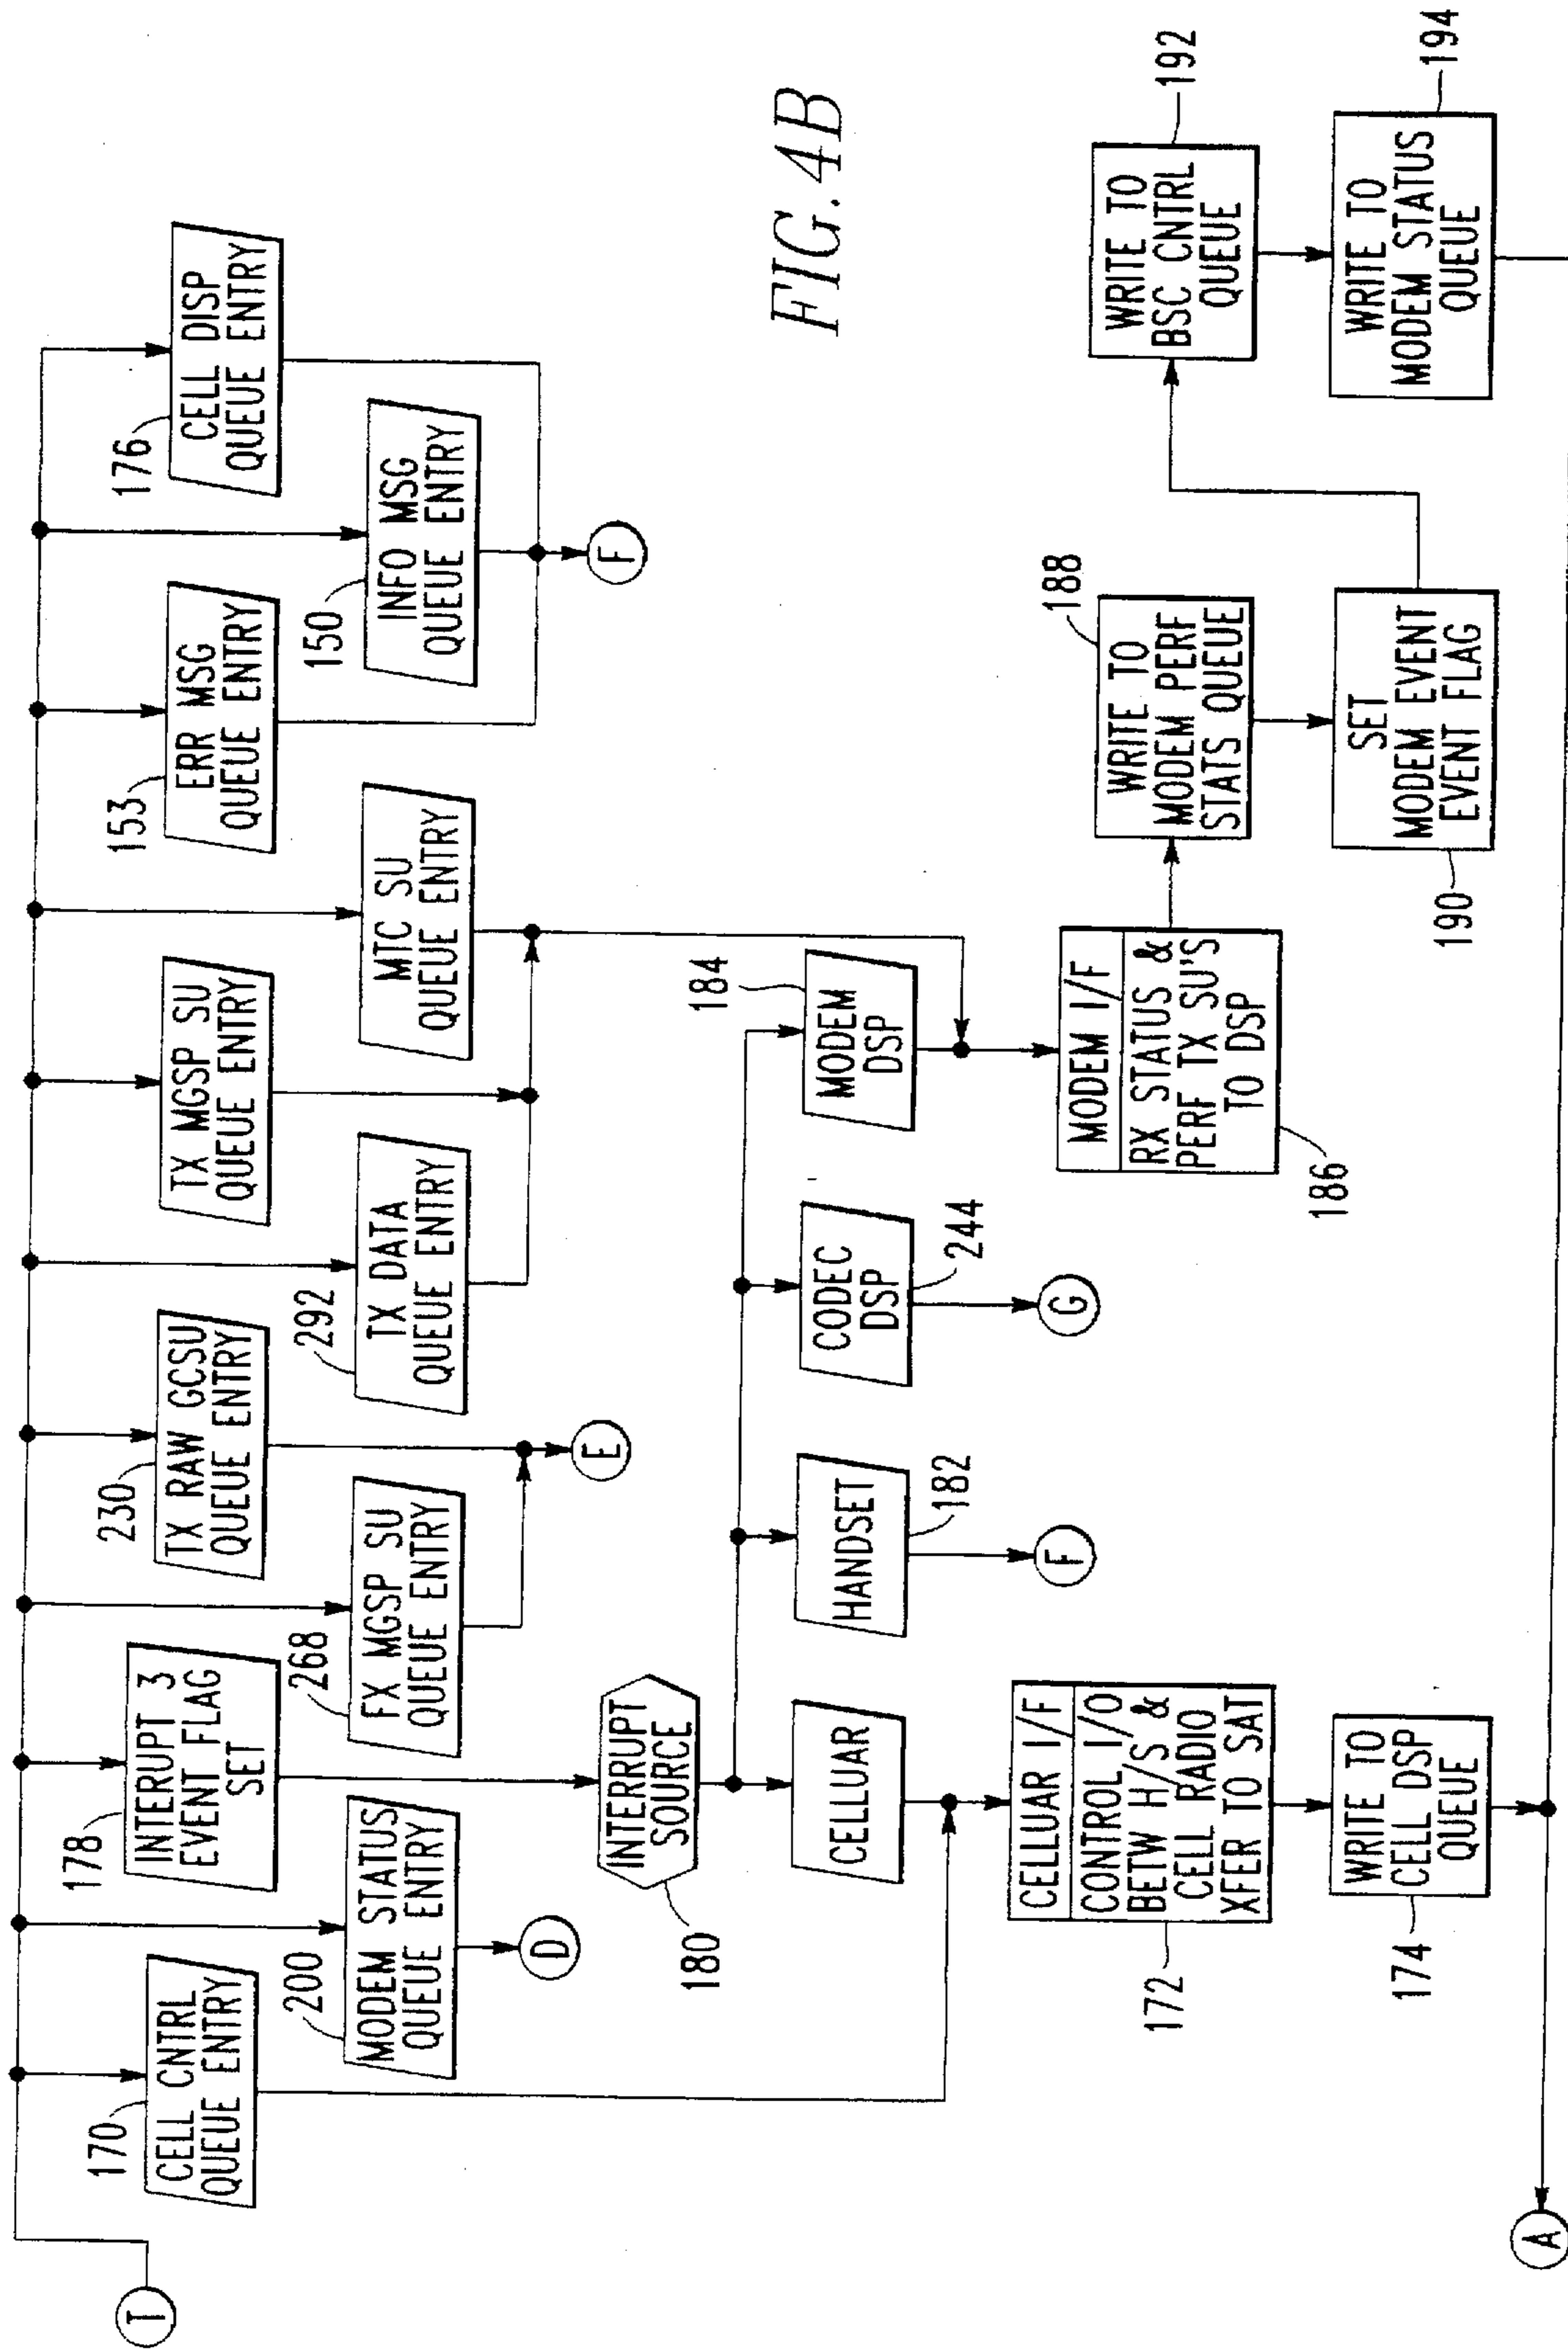 T
170
CELL CNTRL
QUEUE ENTRY
200
MODEM STATUS
QUEUE ENTRY
D
178
INTERUPT 3
EVENT FLAG
SET
268
FX MGSP SU
QUEUE ENTRY
230
TX RAW GCSU
QUEUE ENTRY
E
292
TX DATA
QUEUE ENTRY
TX MGSP SU
QUEUE ENTRY
MTC SU
QUEUE ENTRY
153
ERR MSG
QUEUE ENTRY
150
INFO MSG
QUEUE ENTRY
176
CELL DISP
QUEUE ENTRY
F
INTERRUPT
SOURCE
180
CELLUAR
HANDSET
182
F
CODEC
DSP
244
G
184
MODEM
DSP
FIG. 4B
CELLUAR I/F
CONTROL I/O
BETW H/S &
CELL RADIO
XFER TO SAT
172
WRITE TO
CELL DSP
QUEUE
174
MODEM I/F
RX STATUS &
PERF TX SU'S
TO DSP
186
188
WRITE TO
MODEM PERF
STATS QUEUE
SET
MODEM EVENT
EVENT FLAG
190
WRITE TO
BSC CNTRL
QUEUE
192
WRITE TO
MODEM STATUS
QUEUE
194
A